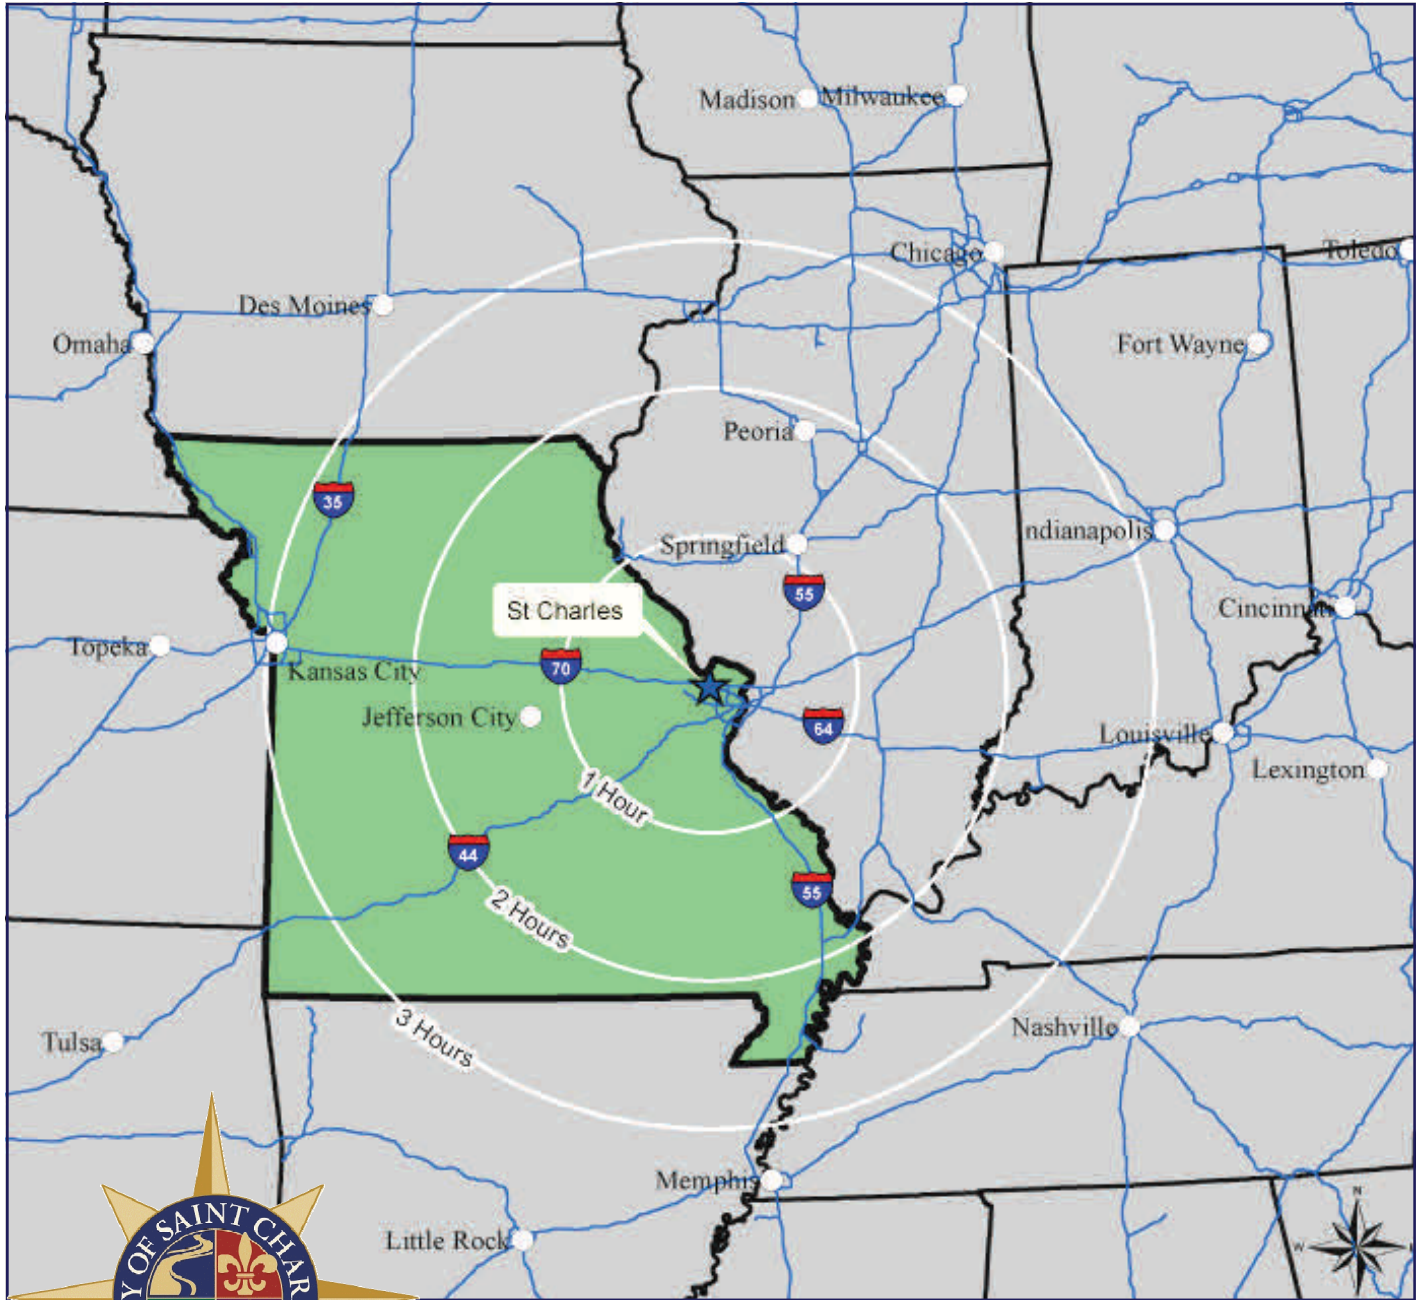 Madison
Milwaukee
Chicago
Toledo
Des Moines
Omaha
Fort Wayne
Peoria
35
Springfield
ndianapolis
55
St Charles
Cincinnati
Topeka
70
Kansas City
Jefferson City
64
Louisville
Lexington
1 Hour
44
55
2 Hours
3 Hours
Nashville
Tulsa
Memphis
Little Rock
Y OF SAINT CHAR
N
W